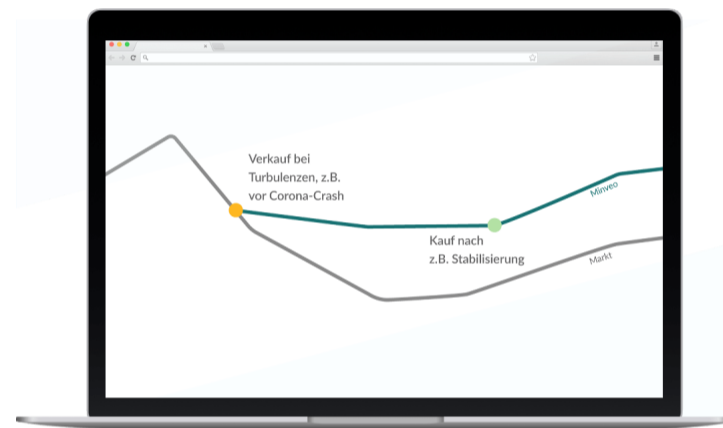 Verkauf bei
Turbulenzen, z.B.
vor Corona-Crash
Minveo
Kauf nach
z.B. Stabilisierung
Markt